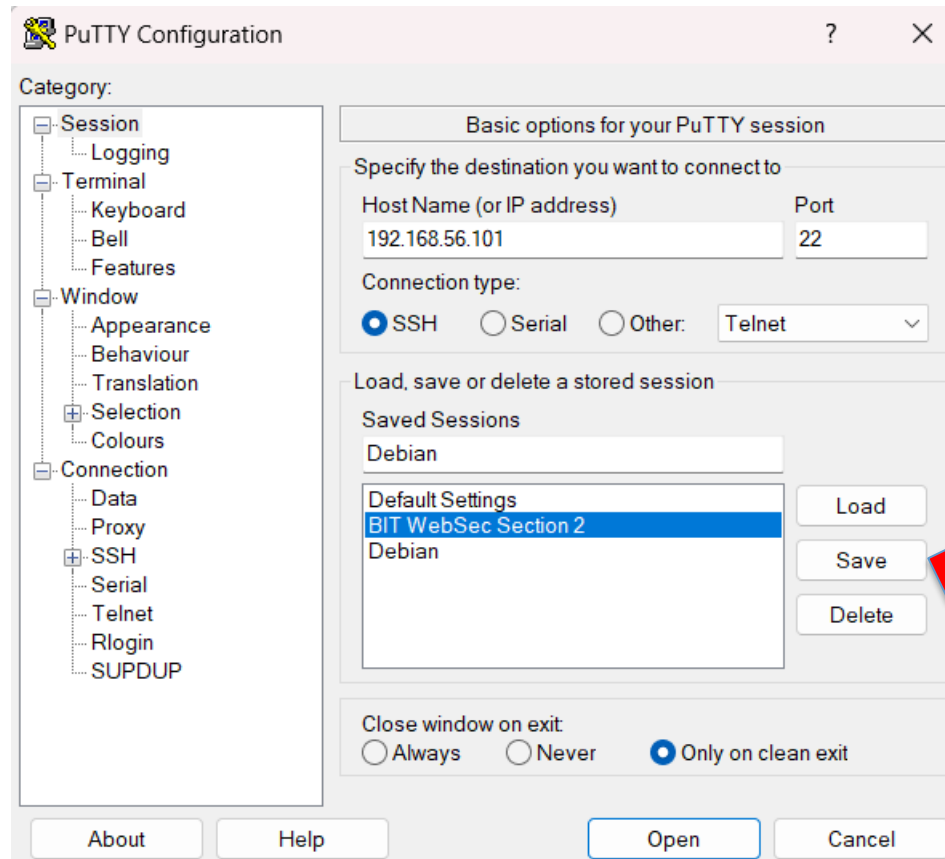 PuTTY Configuration
?
Category:
Session
Logging
Terminal
Keyboard
Bell
Features
Window
Appearance
Behaviour
Translation
Selection
Colours
Connection
Data
Proxy
SSH
Serial
Telnet
Rlogin
SUPDUP
Basic options for your PuTTY session
Specify the destination you want to connect to
Host Name (or IP address) Port
192.168.56.101 22
Connection type:
SSH Serial Other: Telnet
Load, save or delete a stored session
Saved Sessions
Debian
Default Settings
BIT WebSec Section 2
Debian
Load
Save
Delete
Close window on exit:
Always Never Only on clean exit
About Help Open Cancel